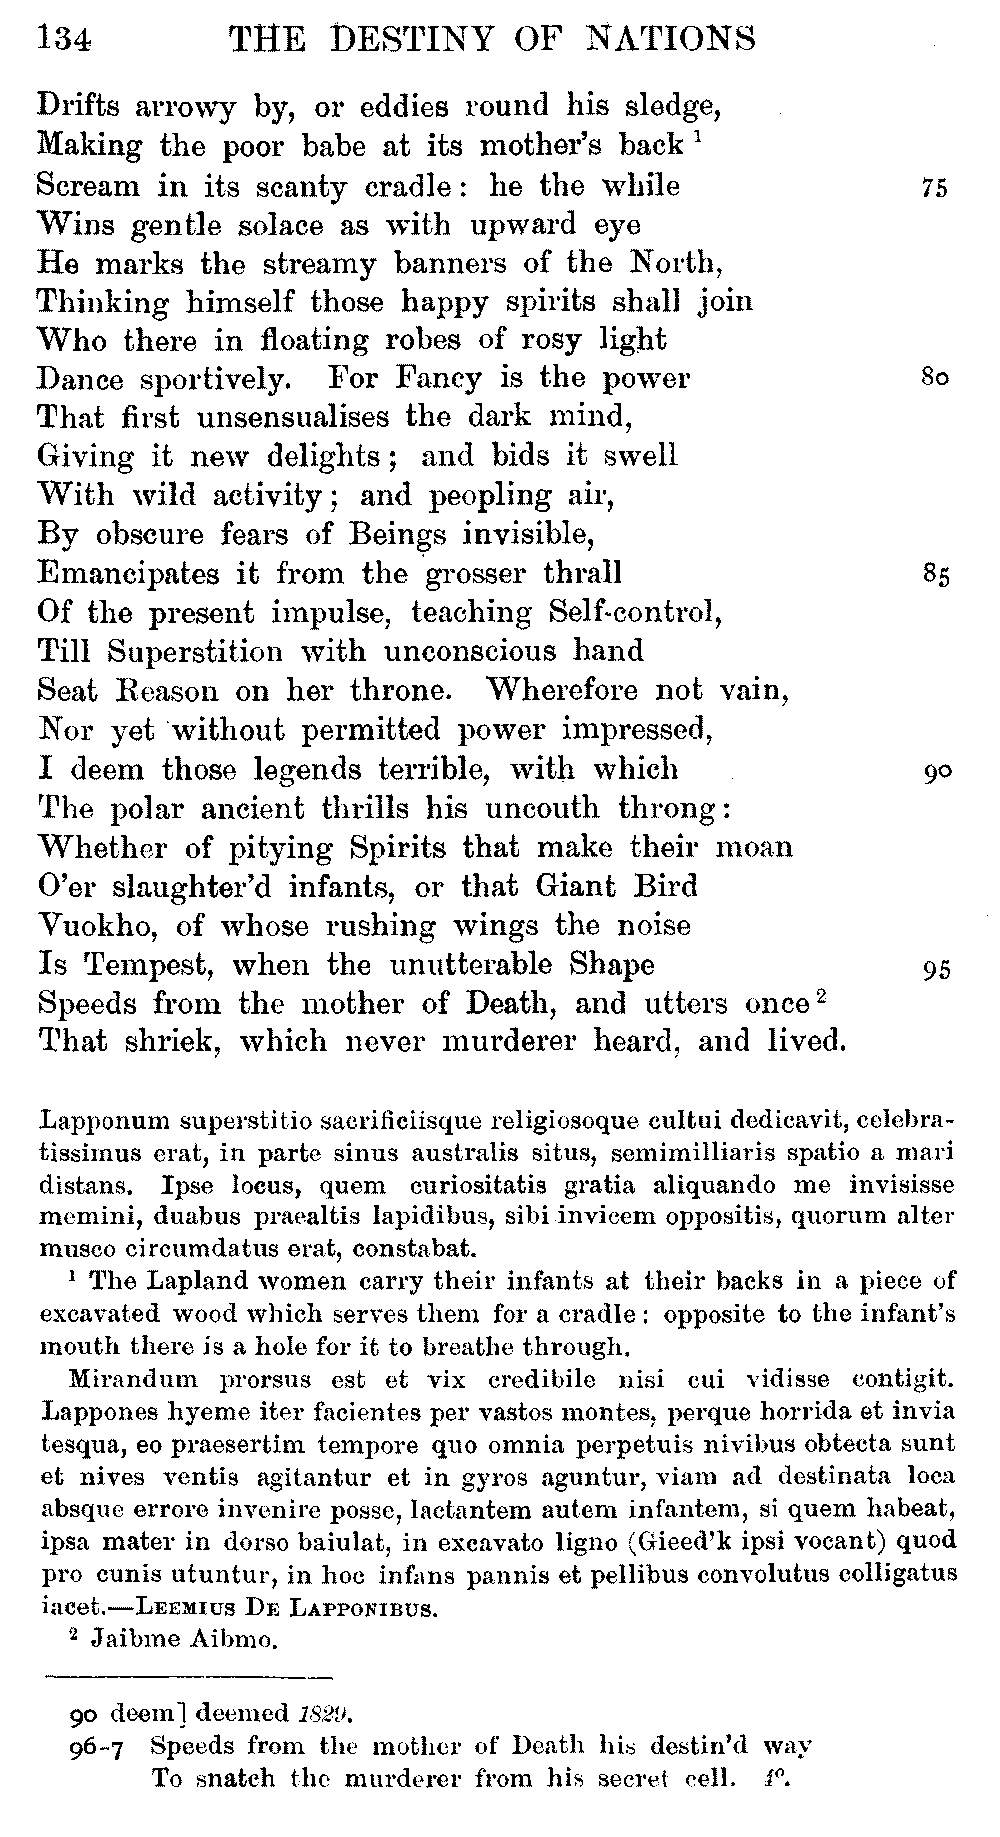 134 THE DESTINY OF NATIONS
Drifts arrowy by, or eddies round his sledge,
Making the poor babe at its mother's back ¹
Scream in its scanty cradle: he the while 75
Wins gentle solace as with upward eye
He marks the streamy banners of the North,
Thinking himself those happy spirits shall join
Who there in floating robes of rosy light
Dance sportively. For Fancy is the power 80
That first unsensualises the dark mind,
Giving it new delights; and bids it swell
With wild activity; and peopling air,
By obscure fears of Beings invisible,
Emancipates it from the grosser thrall 85
Of the present impulse, teaching Self-control,
Till Superstition with unconscious hand
Seat Reason on her throne. Wherefore not vain,
Nor yet without permitted power impressed,
I deem those legends terrible, with which 90
The polar ancient thrills his uncouth throng:
Whether of pitying Spirits that make their moan
O'er slaughter'd infants, or that Giant Bird
Vuokho, of whose rushing wings the noise
Is Tempest, when the unutterable Shape 95
Speeds from the mother of Death, and utters once ²
That shriek, which never murderer heard, and lived.
Lapponum superstitio sacrificiisque religiosoque cultui dedicavit, celebra-
tissimus erat, in parte sinus australis situs, semimilliaris spatio a mari
distans. Ipse locus, quem curiositatis gratia aliquando me invisisse
memini, duabus praealtis lapidibus, sibi invicem oppositis, quorum alter
musco circumdatus erat, constabat.
¹ The Lapland women carry their infants at their backs in a piece of
excavated wood which serves them for a cradle: opposite to the infant's
mouth there is a hole for it to breathe through.
Mirandum prorsus est et vix credibile nisi cui vidisse contigit.
Lappones hyeme iter facientes per vastos montes, perque horrida et invia
tesqua, eo praesertim tempore quo omnia perpetuis nivibus obtecta sunt
et nives ventis agitantur et in gyros aguntur, viam ad destinata loca
absque errore invenire posse, lactantem autem infantem, si quem habeat,
ipsa mater in dorso baiulat, in excavato ligno (Gieed'k ipsi vocant) quod
pro cunis utuntur, in hoc infans pannis et pellibus convolutus colligatus
iacet.—LEEMIUS DE LAPPONIBUS.
² Jaibme Aibmo.
90 deem] deemed 1829.
96-7 Speeds from the mother of Death his destin'd way
To snatch the murderer from his secret cell. 4º.